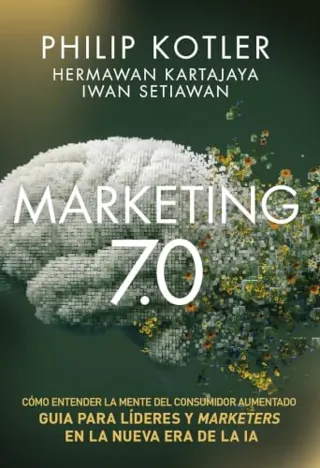 PHILIP KOTLER
HERMAWAN KARTAJAYA
IWAN SETIAWAN
MARKETING
7.0
CÓMO ENTENDER LA MENTE DEL CONSUMIDOR AUMENTADO
GUIA PARA LÍDERES Y MARKETERS
EN LA NUEVA ERA DE LA IA